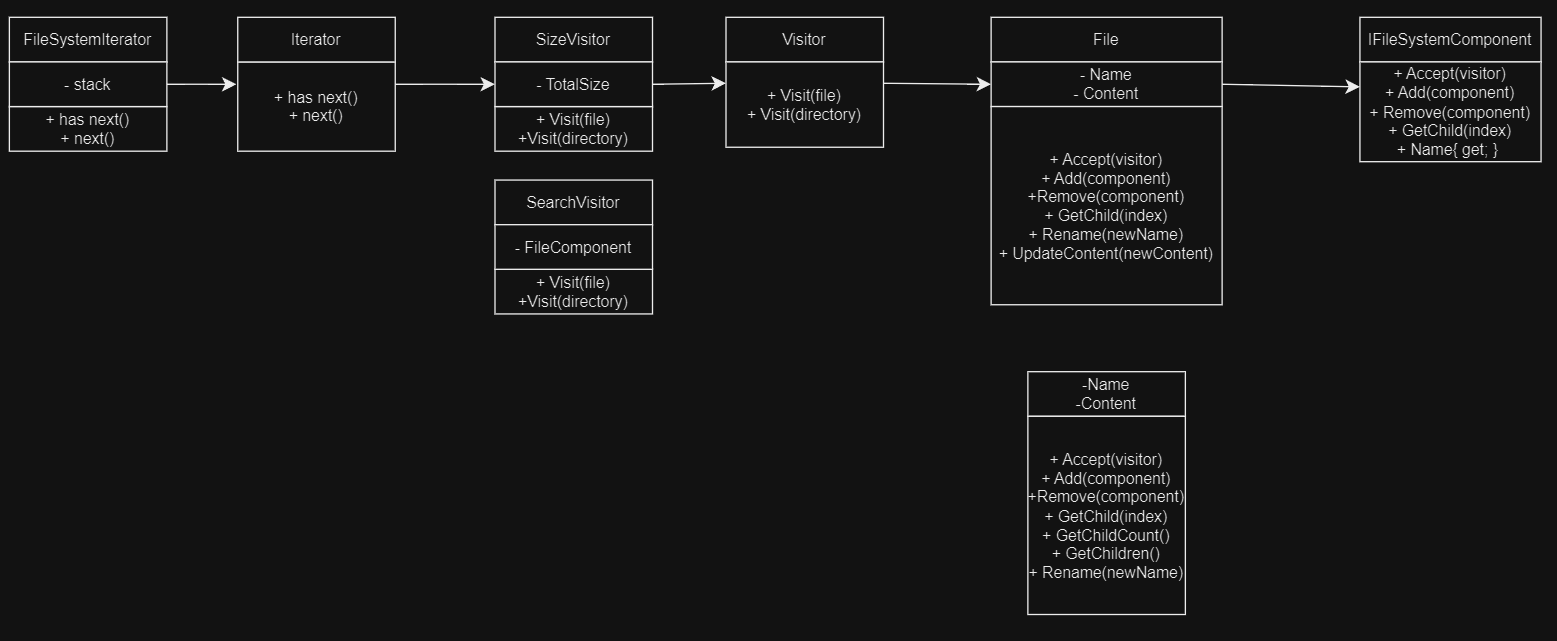 FileSystemIterator
- stack
+ has next()
+ next()
Iterator
+ has next()
+ next()
SizeVisitor
- TotalSize
+ Visit(file)
+Visit(directory)
SearchVisitor
- FileComponent
+ Visit(file)
+Visit(directory)
Visitor
+ Visit(file)
+ Visit(directory)
File
- Name
- Content
+ Accept(visitor)
+ Add(component)
+Remove(component)
+ GetChild(index)
+ Rename(newName)
+ UpdateContent(newContent)
-Name
-Content
+ Accept(visitor)
+ Add(component)
+Remove(component)
+ GetChild(index)
+ GetChildCount()
+ GetChildren()
+ Rename(newName)
IFileSystemComponent
+ Accept(visitor)
+ Add(component)
+ Remove(component)
+ GetChild(index)
+ Name{ get; }